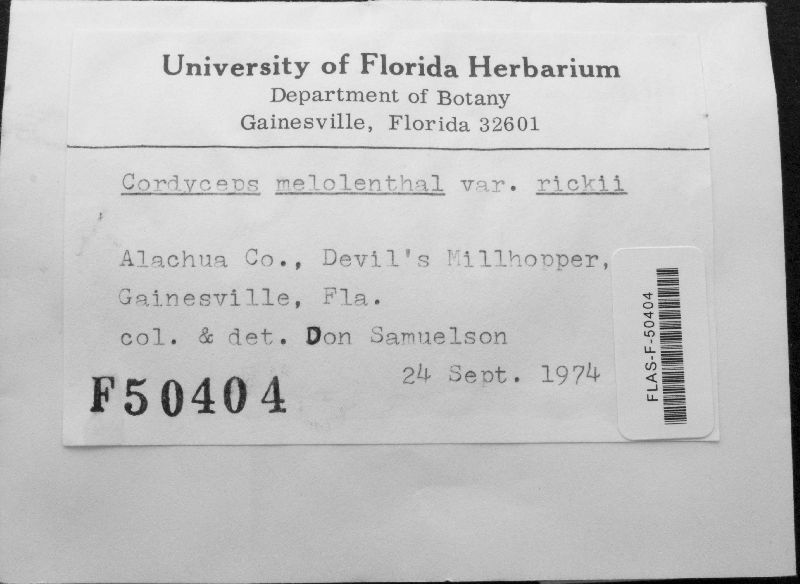 University of Florida Herbarium
Department of Botany
Gainesville, Florida 32601
Cordyceps melolenthal var. rickii
Alachua Co., Devil's Millhopper,
Gainesville, Fla.
col. & det. Don Samuelson
24 Sept. 1974
F50404
FLAS-F-50404